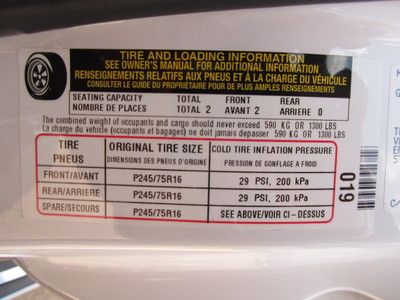 TIRE AND LOADING INFORMATION
SEE OWNER'S MANUAL FOR ADDITIONAL INFORMATION
RENSEIGNEMENTS RELATIFS AUX PNEUS ET À LA CHARGE DU VÉHICULE
CONSULTER LE GUIDE DU PROPRIÉTAIRE POUR DE PLUS AMPLES RENSEIGNEMENTS
SEATING CAPACITY TOTAL FRONT REAR
NOMBRE DE PLACES TOTAL 2 AVANT 2 ARRIERE 0
The combined weight of occupants and cargo should never exceed 590 KG OR 1300 LBS
La charge du véhicule (occupants et bagages) ne doit jamais dépasser 590 KG OR 1300 LBS
TIRE ORIGINAL TIRE SIZE COLD TIRE INFLATION PRESSURE
PNEUS DIMENSIONS DES PNEUS D'ORIGINE PRESSION DE GONFLAGE A FROID
FRONT/AVANT P245/75R16 29 PSI, 200 kPa
REAR/ARRIERE P245/75R16 29 PSI, 200 kPa
SPARE/SECOURS P245/75R16 SEE ABOVE/VOIR CI-DESSUS
019